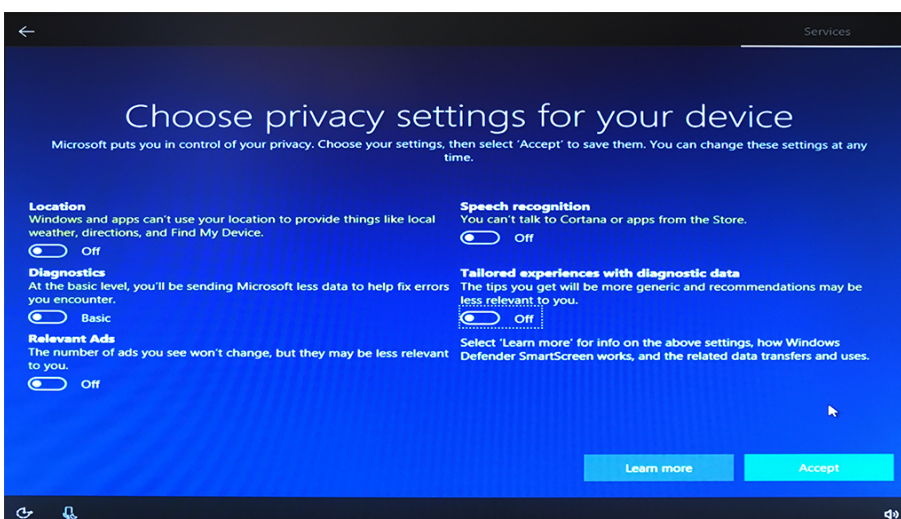 Services
Choose privacy settings for your device
Microsoft puts you in control of your privacy. Choose your settings, then select 'Accept' to save them. You can change these settings at any
time.
Location
Windows and apps can't use your location to provide things like local
weather, directions, and Find My Device.
Off
Diagnostics
At the basic level, you'll be sending Microsoft less data to help fix errors
you encounter.
Basic
Relevant Ads
The number of ads you see won't change, but they may be less relevant
to you.
Off
Speech recognition
You can't talk to Cortana or apps from the Store.
Off
Tailored experiences with diagnostic data
The tips you get will be more generic and recommendations may be
less relevant to you.
Off
Select 'Learn more' for info on the above settings, how Windows
Defender SmartScreen works, and the related data transfers and uses.
Learn more
Accept